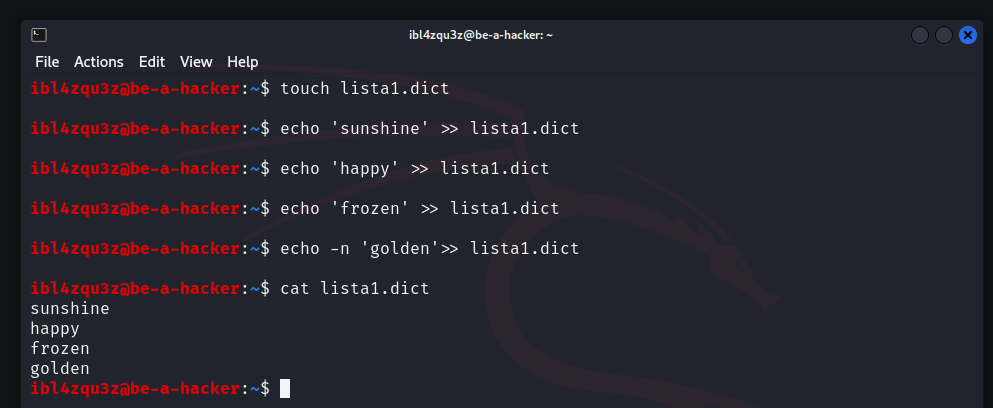 ibl4zqu3z@be-a-hacker: ~
File Actions Edit View Help
ibl4zqu3z@be-a-hacker:~$ touch lista1.dict
ibl4zqu3z@be-a-hacker:~$ echo 'sunshine' >> lista1.dict
ibl4zqu3z@be-a-hacker:~$ echo 'happy' >> lista1.dict
ibl4zqu3z@be-a-hacker:~$ echo 'frozen' >> lista1.dict
ibl4zqu3z@be-a-hacker:~$ echo -n 'golden'>> lista1.dict
ibl4zqu3z@be-a-hacker:~$ cat lista1.dict
sunshine
happy
frozen
golden
ibl4zqu3z@be-a-hacker:~$